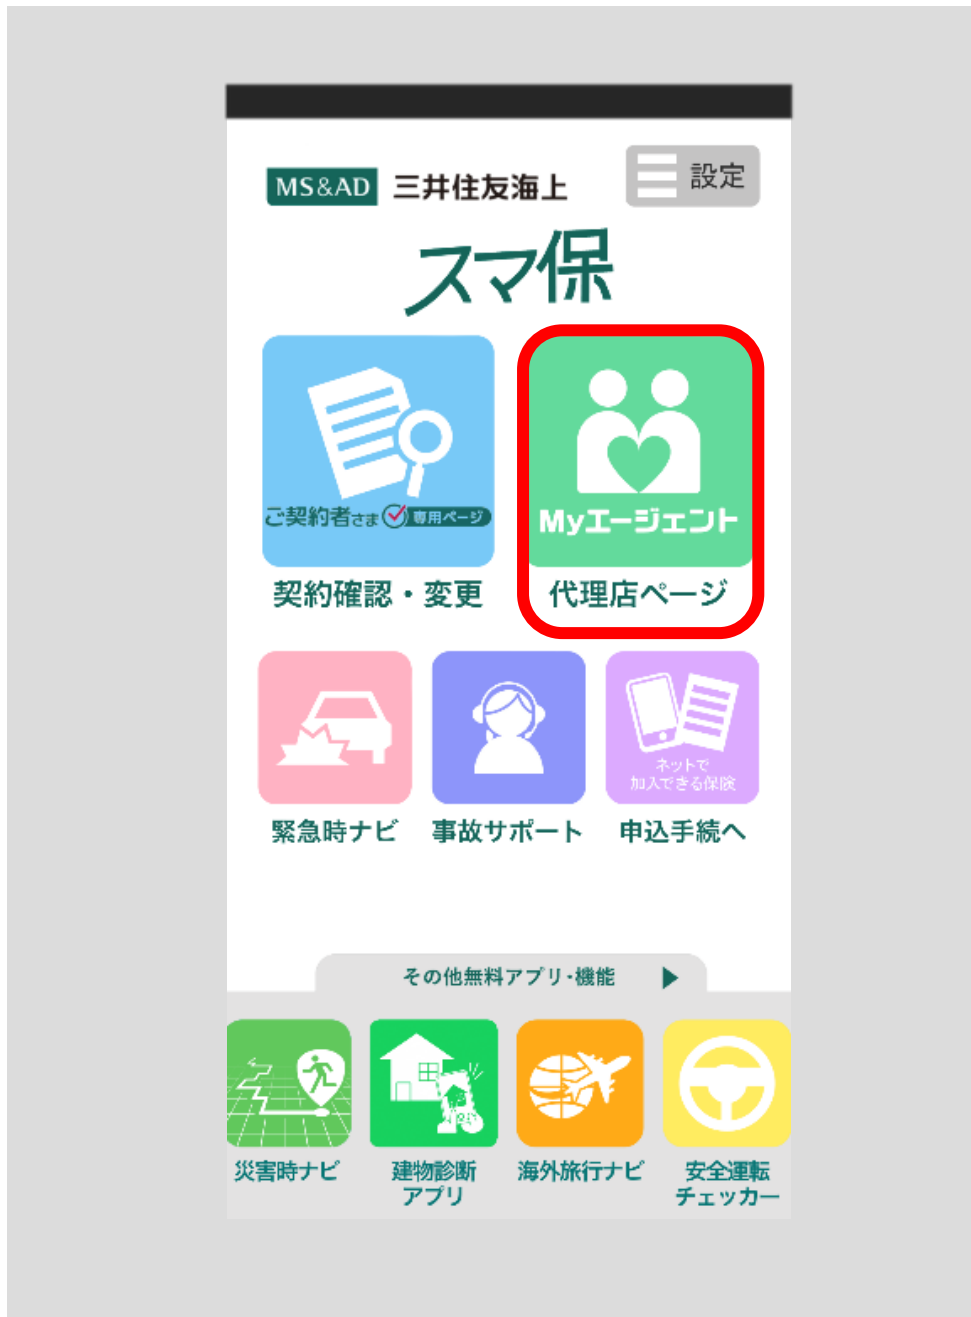 MS&AD 三井住友海上
設定
スマ保
ご契約者さま 専用ページ
契約確認・変更
Myエージェント
代理店ページ
緊急時ナビ
事故サポート
ネットで
加入できる保険
申込手続へ
その他無料アプリ・機能
災害時ナビ
建物診断
アプリ
海外旅行ナビ
安全運転
チェッカー